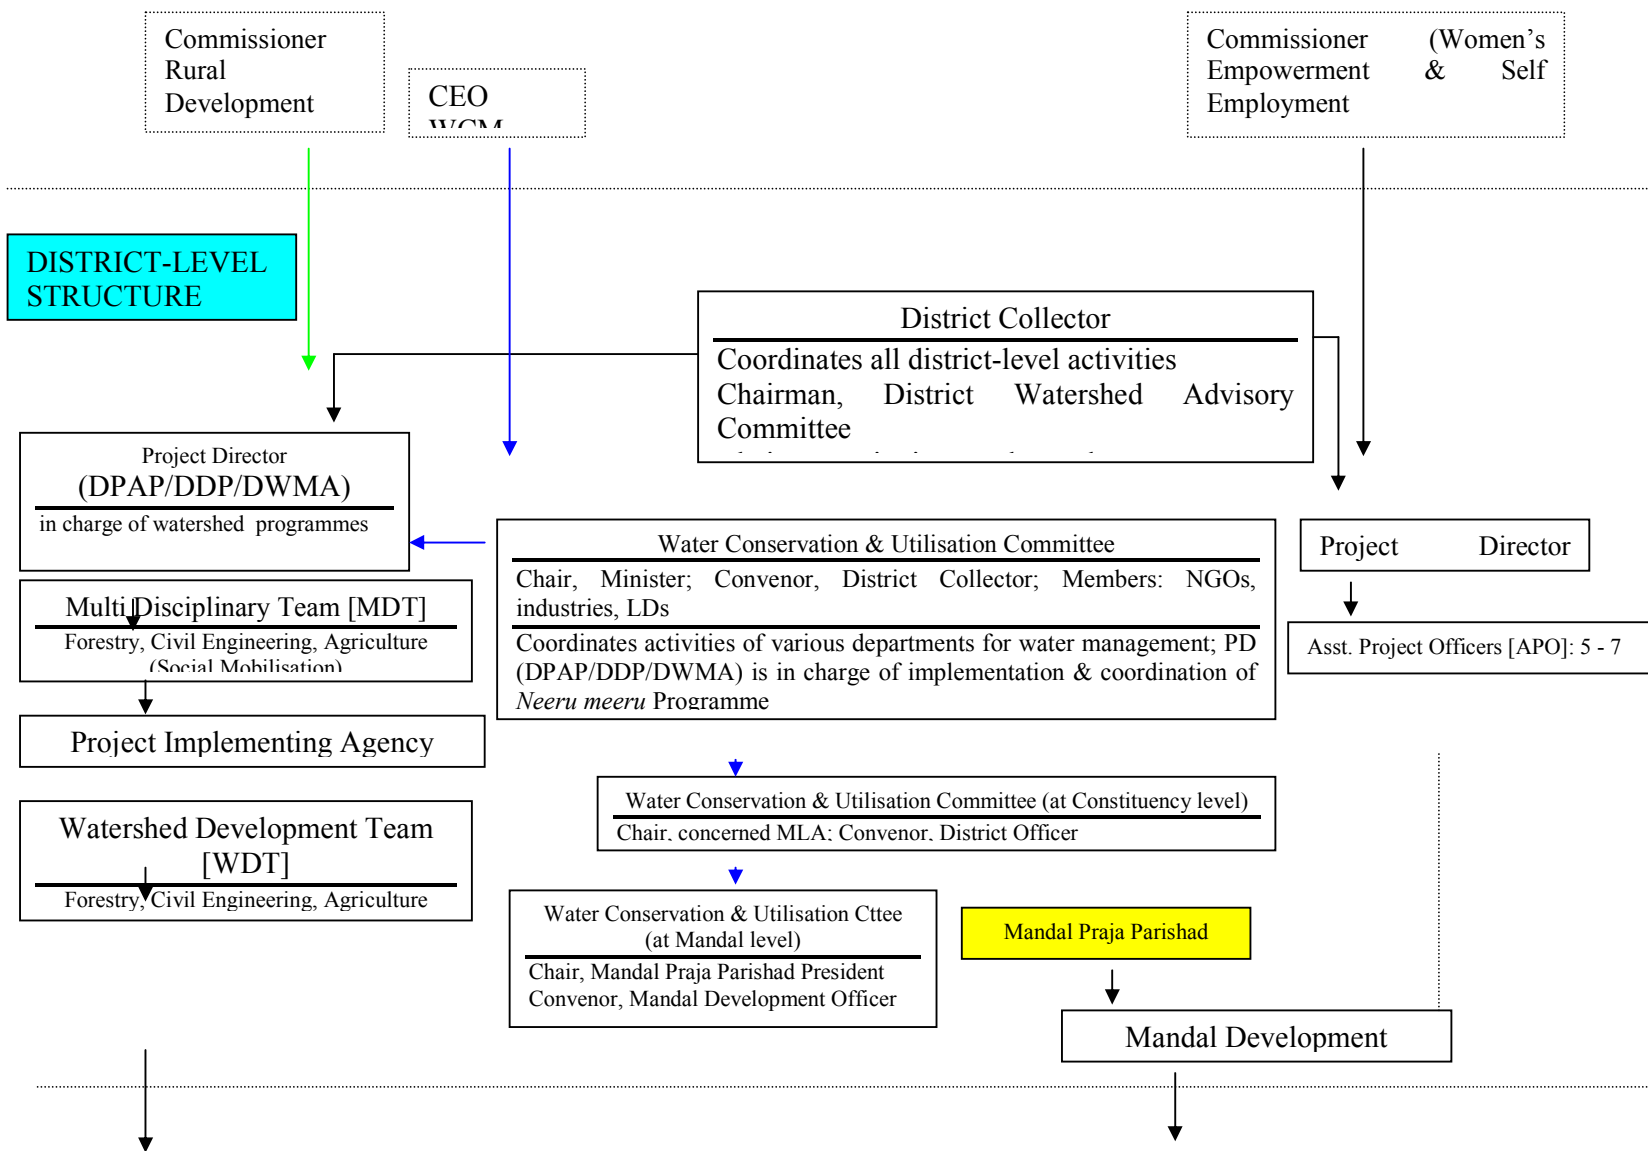 Commissioner
Rural
Development
CEO
WCM
Commissioner (Women’s
Empowerment & Self
Employment
DISTRICT-LEVEL
STRUCTURE
District Collector
Coordinates all district-level activities
Chairman, District Watershed Advisory
Committee
Project Director
(DPAP/DDP/DWMA)
in charge of watershed programmes
Water Conservation & Utilisation Committee
Chair, Minister; Convenor, District Collector; Members: NGOs,
industries, LDs
Coordinates activities of various departments for water management; PD
(DPAP/DDP/DWMA) is in charge of implementation & coordination of
Neeru meeru Programme
Project Director
Asst. Project Officers [APO]: 5 - 7
Multi Disciplinary Team [MDT]
Forestry, Civil Engineering, Agriculture
(Social Mobilisation)
Project Implementing Agency
Water Conservation & Utilisation Committee (at Constituency level)
Chair, concerned MLA; Convenor, District Officer
Watershed Development Team
[WDT]
Forestry, Civil Engineering, Agriculture
Water Conservation & Utilisation Cttee
(at Mandal level)
Chair, Mandal Praja Parishad President
Convenor, Mandal Development Officer
Mandal Praja Parishad
Mandal Development